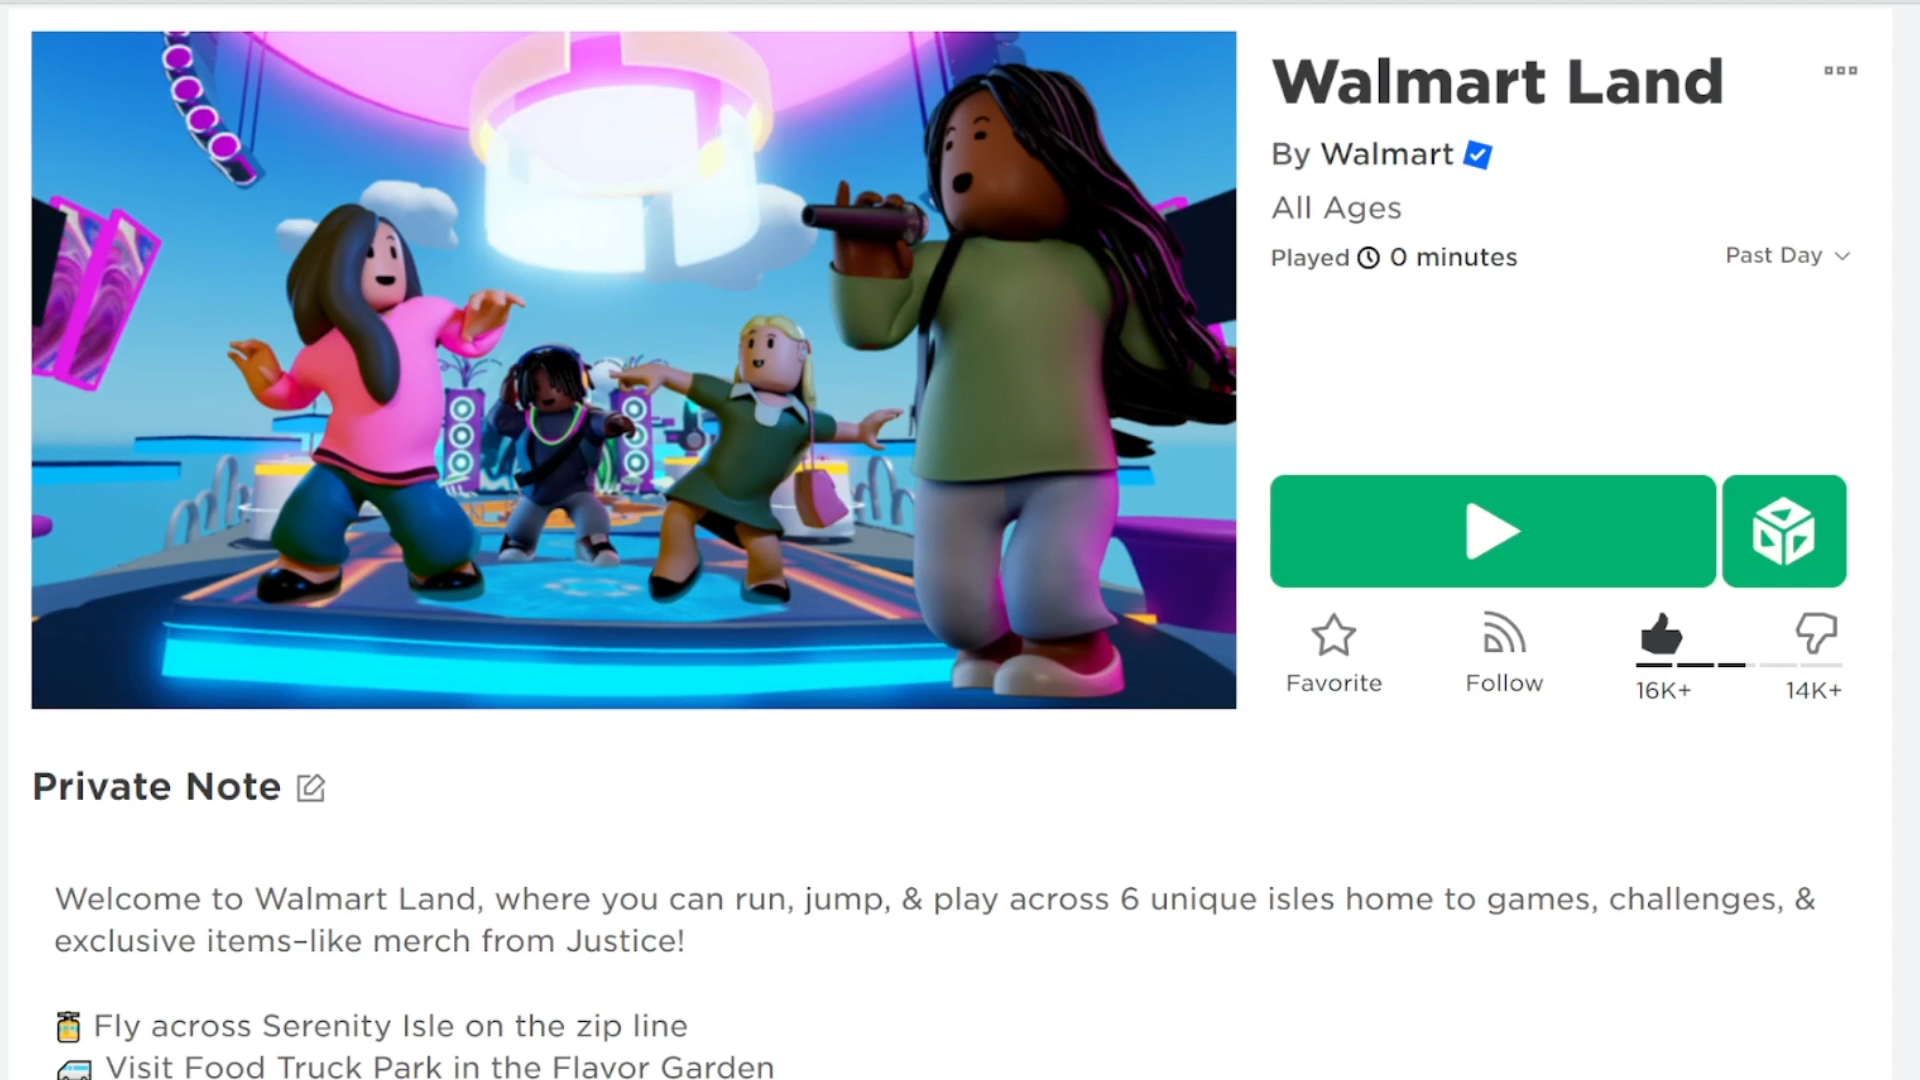 Walmart Land
By Walmart
All Ages
Played 0 minutes
Past Day
Favorite
Follow
16K+
14K+
Private Note
Welcome to Walmart Land, where you can run, jump, & play across 6 unique isles home to games, challenges, &
exclusive items–like merch from Justice!
Fly across Serenity Isle on the zip line
Visit Food Truck Park in the Flavor Garden